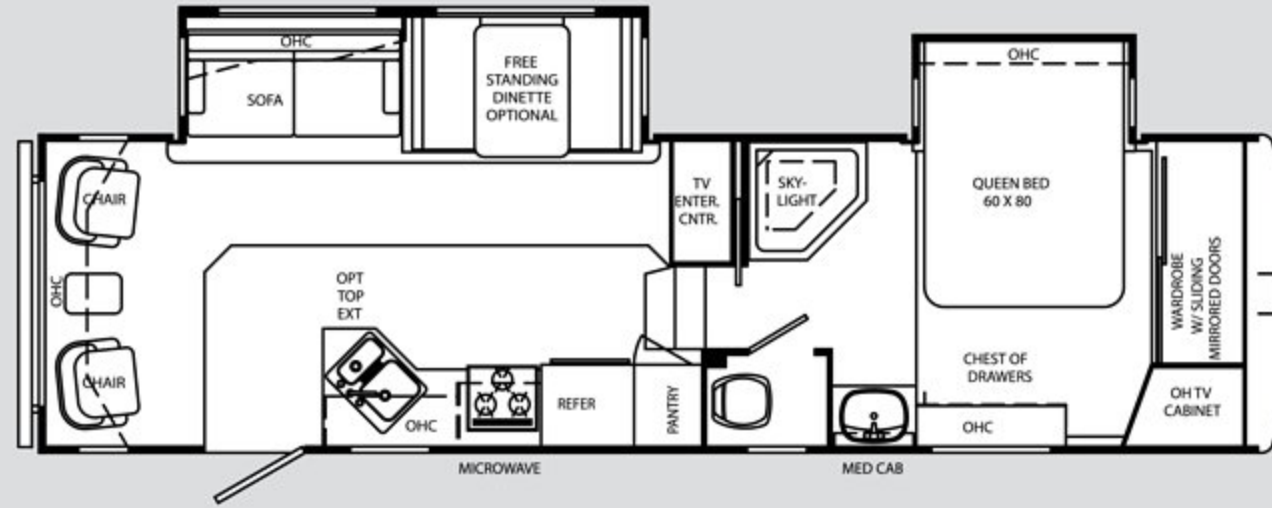 OHC
SOFA
FREE
STANDING
DINETTE
OPTIONAL
OHC
CHAIR
TV
ENTER.
CNTR.
SKY-
LIGHT
QUEEN BED
60 X 80
WARDROBE
W/ SLIDING
MIRRORED DOORS
OHC
OPT
TOP
EXT
CHAIR
OHC
REFER
PANTRY
CHEST OF
DRAWERS
OHC
OH TV
CABINET
MICROWAVE
MED CAB